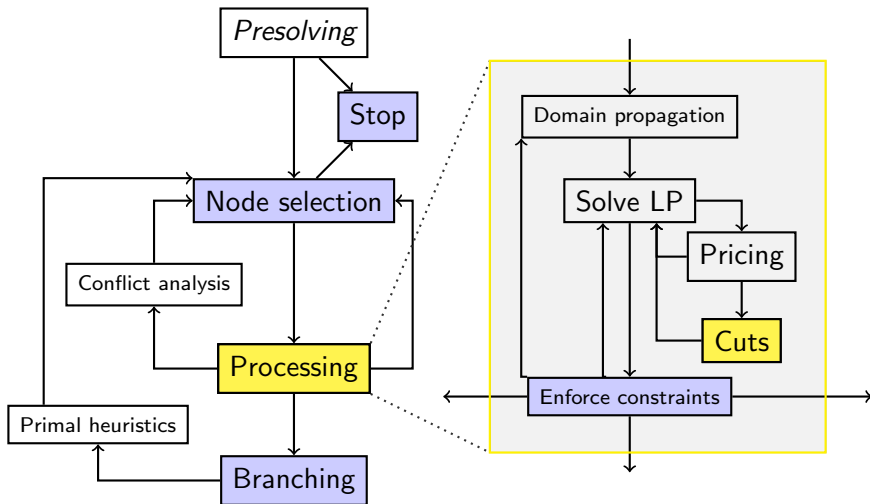 Presolving
Stop
Node selection
Conflict analysis
Processing
Primal heuristics
Branching
Domain propagation
Solve LP
Pricing
Cuts
Enforce constraints